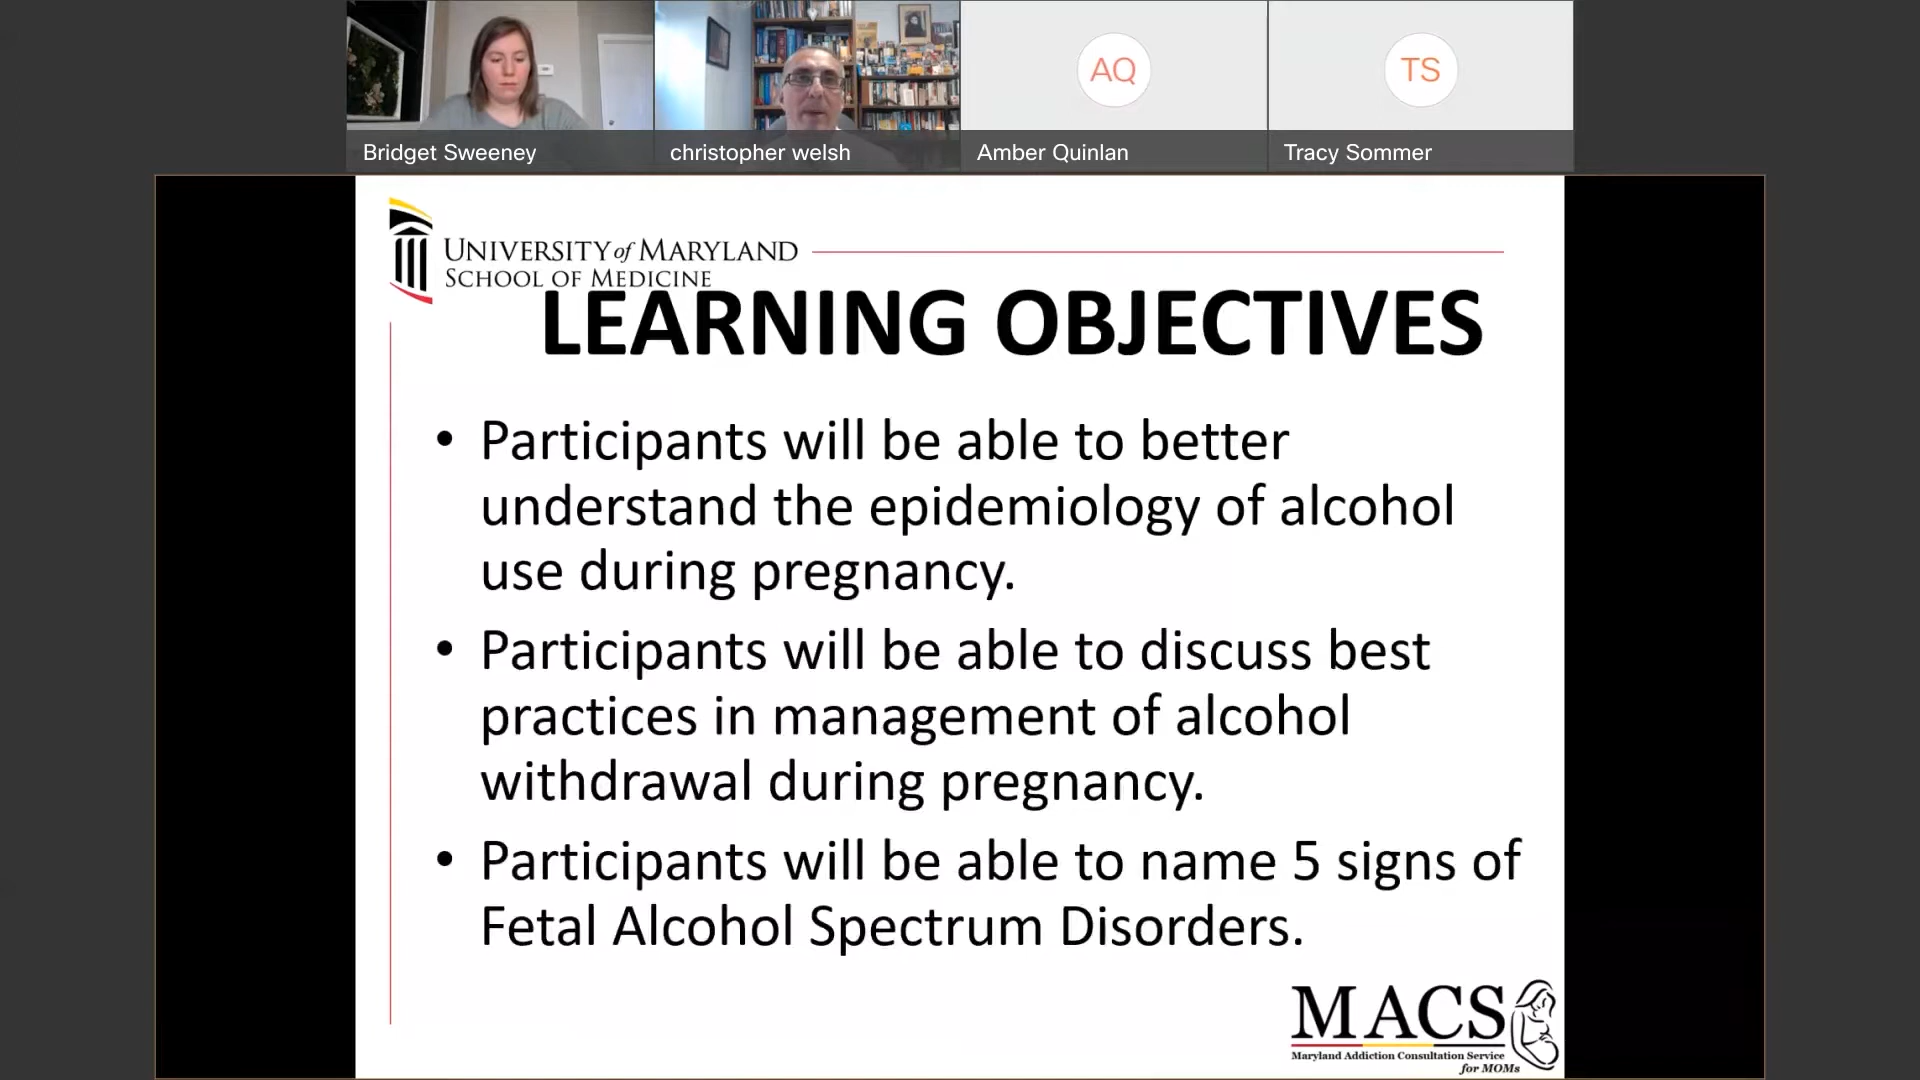 Bridget Sweeney
christopher welsh
AQ
Amber Quinlan
TS
Tracy Sommer
UNIVERSITY of MARYLAND
SCHOOL OF MEDICINE
LEARNING OBJECTIVES
• Participants will be able to better
understand the epidemiology of alcohol
use during pregnancy.
• Participants will be able to discuss best
practices in management of alcohol
withdrawal during pregnancy.
• Participants will be able to name 5 signs of
Fetal Alcohol Spectrum Disorders.
MACS
Maryland Addiction Consultation Service
for MOMs